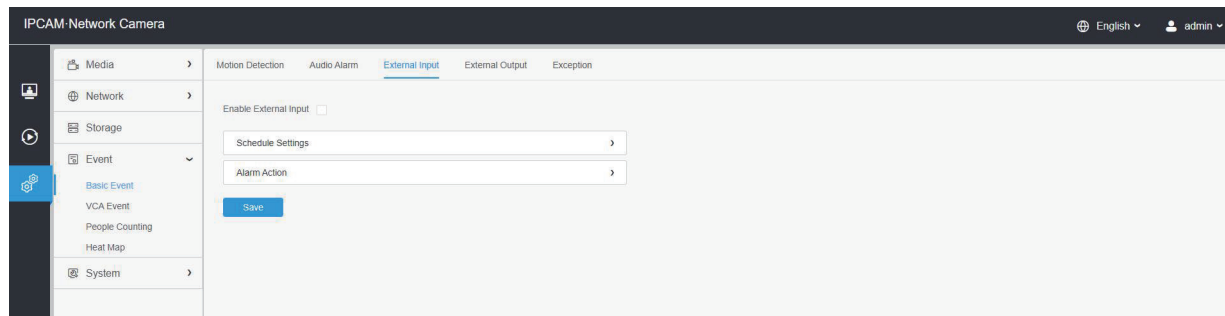 IPCAM·Network Camera
English
admin
Media
Network
Storage
Event
Basic Event
VCA Event
People Counting
Heat Map
System
Motion Detection Audio Alarm External Input External Output Exception
Enable External Input
Schedule Settings
Alarm Action
Save